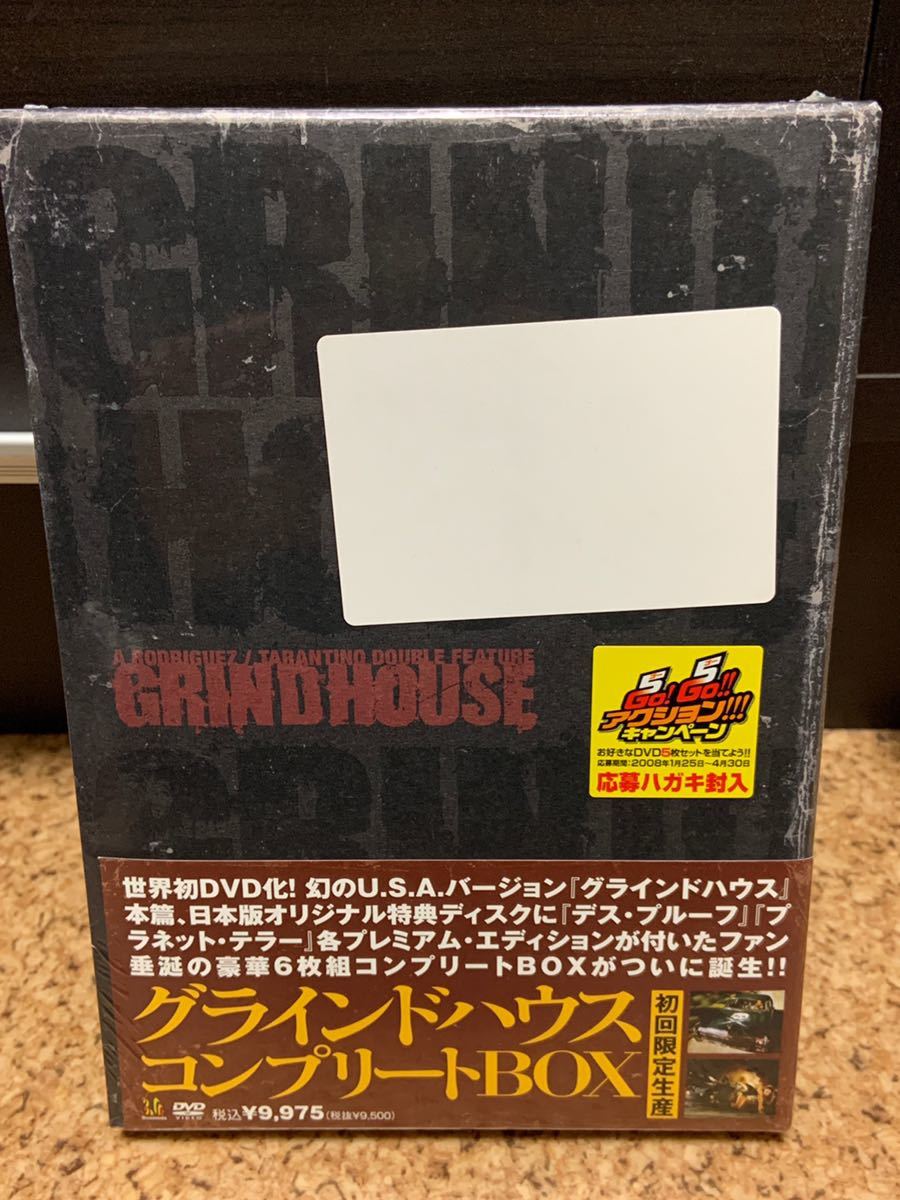 GRIND
HOUSE
A RODRIGUEZ / TARANTINO DOUBLE FEATURE
GRINDHOUSE
5 5
Go! Go!!
アクション!!!
キャンペーン
お好きなDVD5枚セットを当てよう!!
応募期間:2008年1月25日~4月30日
応募ハガキ封入
GRIND
世界初DVD化! 幻のU.S.A.バージョン『グラインドハウス』
本篇、日本版オリジナル特典ディスクに『デス・プルーフ』『プ
ラネット・テラー』各プレミアム・エディションが付いたファン
垂涎の豪華6枚組コンプリートBOXがついに誕生!!
グラインドハウス
コンプリートBOX
初回限定生産
DVD
VIDEO
税込¥9,975(税抜¥9,500)